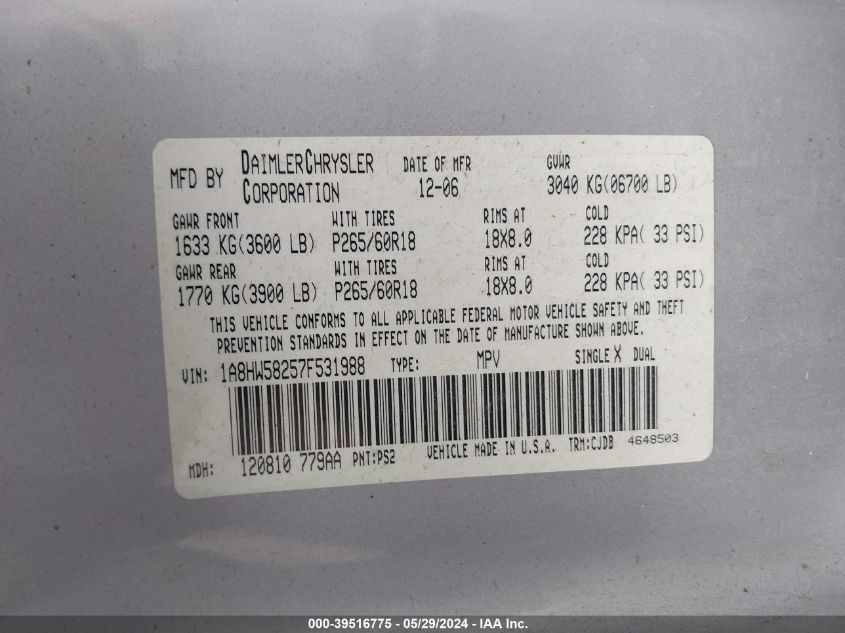 MFD BY DAIMLERCHRYSLER CORPORATION DATE OF MFR 12-06 GVWR 3040 KG(06700 LB)
GAWR FRONT WITH TIRES RIMS AT COLD
1633 KG(3600 LB) P265/60R18 18X8.0 228 KPA( 33 PSI)
GAWR REAR WITH TIRES RIMS AT COLD
1770 KG(3900 LB) P265/60R18 18X8.0 228 KPA( 33 PSI)
THIS VEHICLE CONFORMS TO ALL APPLICABLE FEDERAL MOTOR VEHICLE SAFETY AND THEFT
PREVENTION STANDARDS IN EFFECT ON THE DATE OF MANUFACTURE SHOWN ABOVE.
VIN: 1A8HW58257F531988 TYPE: MPV SINGLE X DUAL
MDH: 120810 779AA PNT:PS2 VEHICLE MADE IN U.S.A. TRM:CJDB 4648503
000-39516775 - 05/29/2024 - IAA Inc.